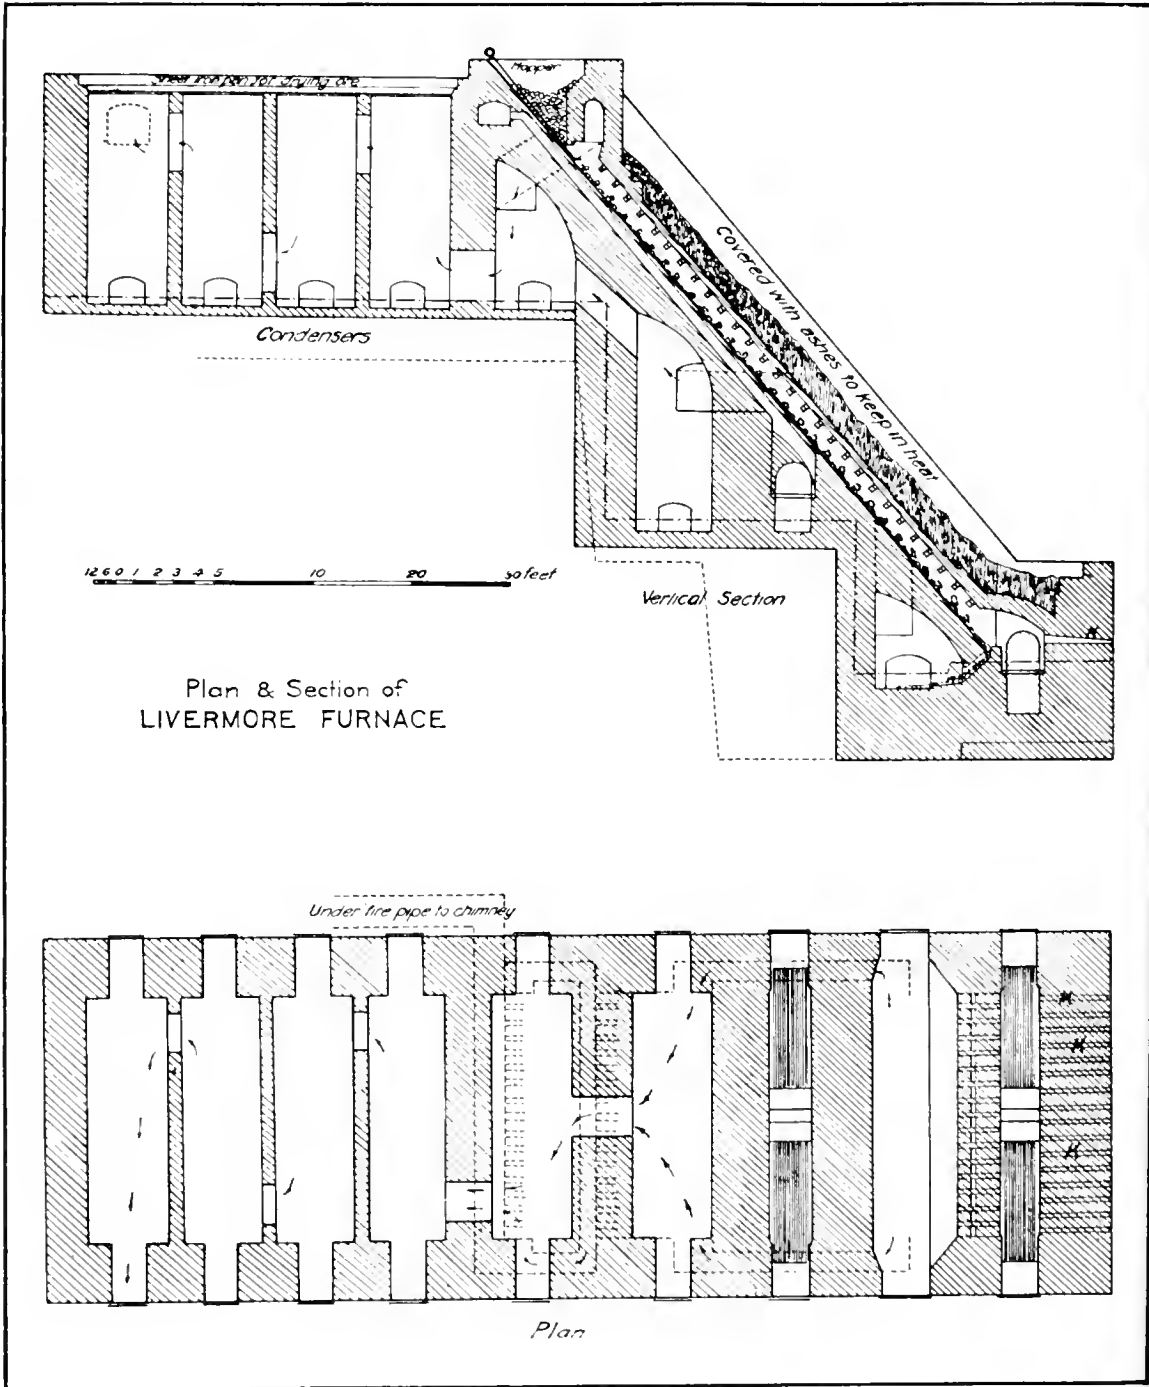 Hopper
Sheet iron pan for drying ore
Covered with ashes to keep in heat
Condensers
12 6 0 1 2 3 4 5 10 20 30 feet
Vertical Section
Plan & Section of
LIVERMORE FURNACE
Under fire pipe to chimney
Plan